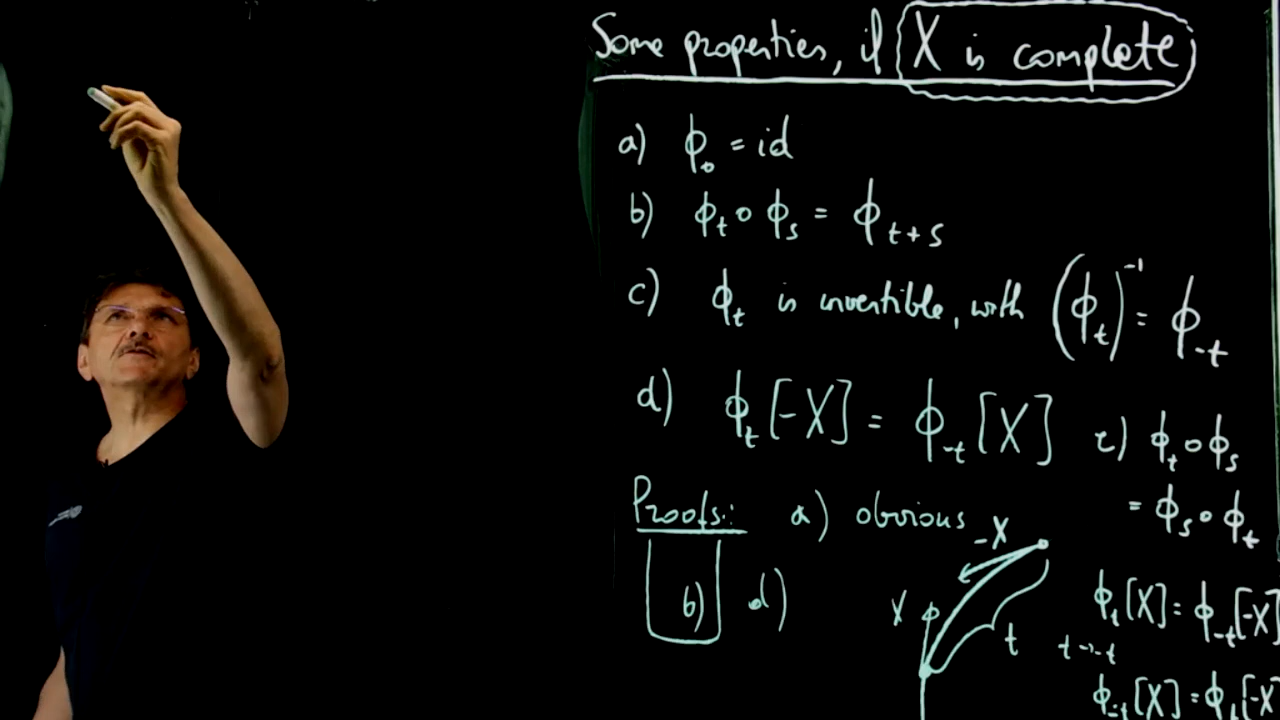 Some properties, if X is complete
a) ϕ₀ = id
b) ϕₜ ∘ ϕₛ = ϕₜ₊ₛ
c) ϕₜ is invertible, with (ϕₜ)⁻¹ = ϕ₋ₜ
d) ϕₜ[-X] = ϕ₋ₜ[X]
e) ϕₜ ∘ ϕₛ
= ϕₛ ∘ ϕₜ
Proofs: a) obvious
b) d)
-X
X
t
ϕₜ[X] = ϕ₋ₜ[-X]
t → -t
ϕ₋ₜ[X] = ϕₜ[-X